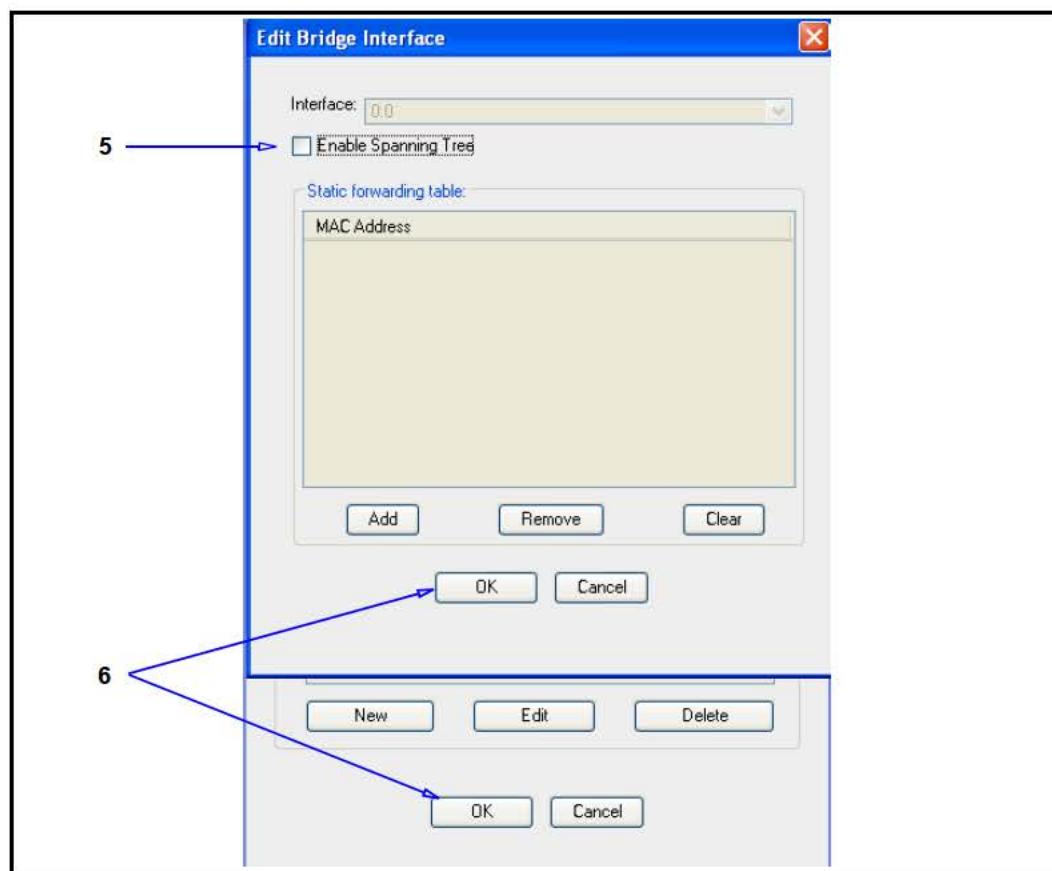 Edit Bridge Interface
Interface: 0.0
5
Enable Spanning Tree
Static forwarding table:
MAC Address
Add Remove Clear
OK Cancel
6
New Edit Delete
OK Cancel